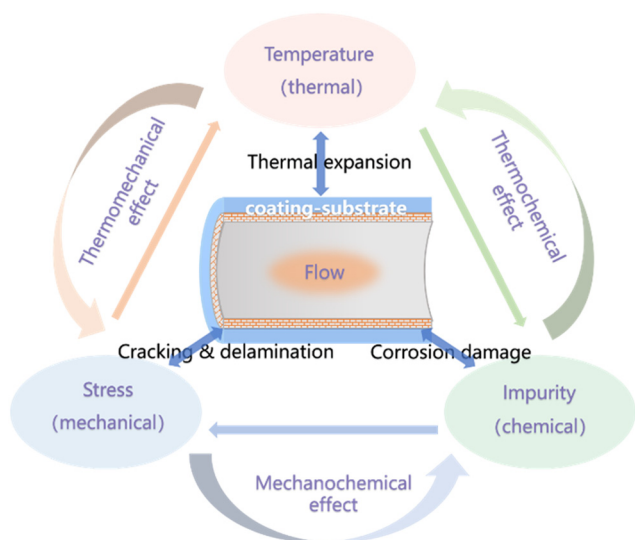 Temperature
(thermal)
Thermomechanical
effect
Thermal expansion
Thermochemical
effect
coating-substrate
Flow
Cracking & delamination
Corrosion damage
Stress
(mechanical)
Impurity
(chemical)
Mechanochemical
effect